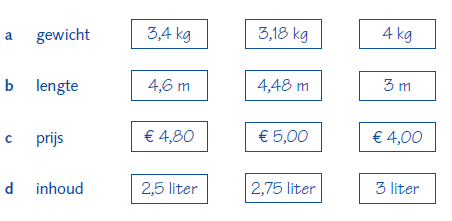 a gewicht 3,4 kg 3,18 kg 4 kg
b lengte 4,6 m 4,48 m 3 m
c prijs € 4,80 € 5,00 € 4,00
d inhoud 2,5 liter 2,75 liter 3 liter